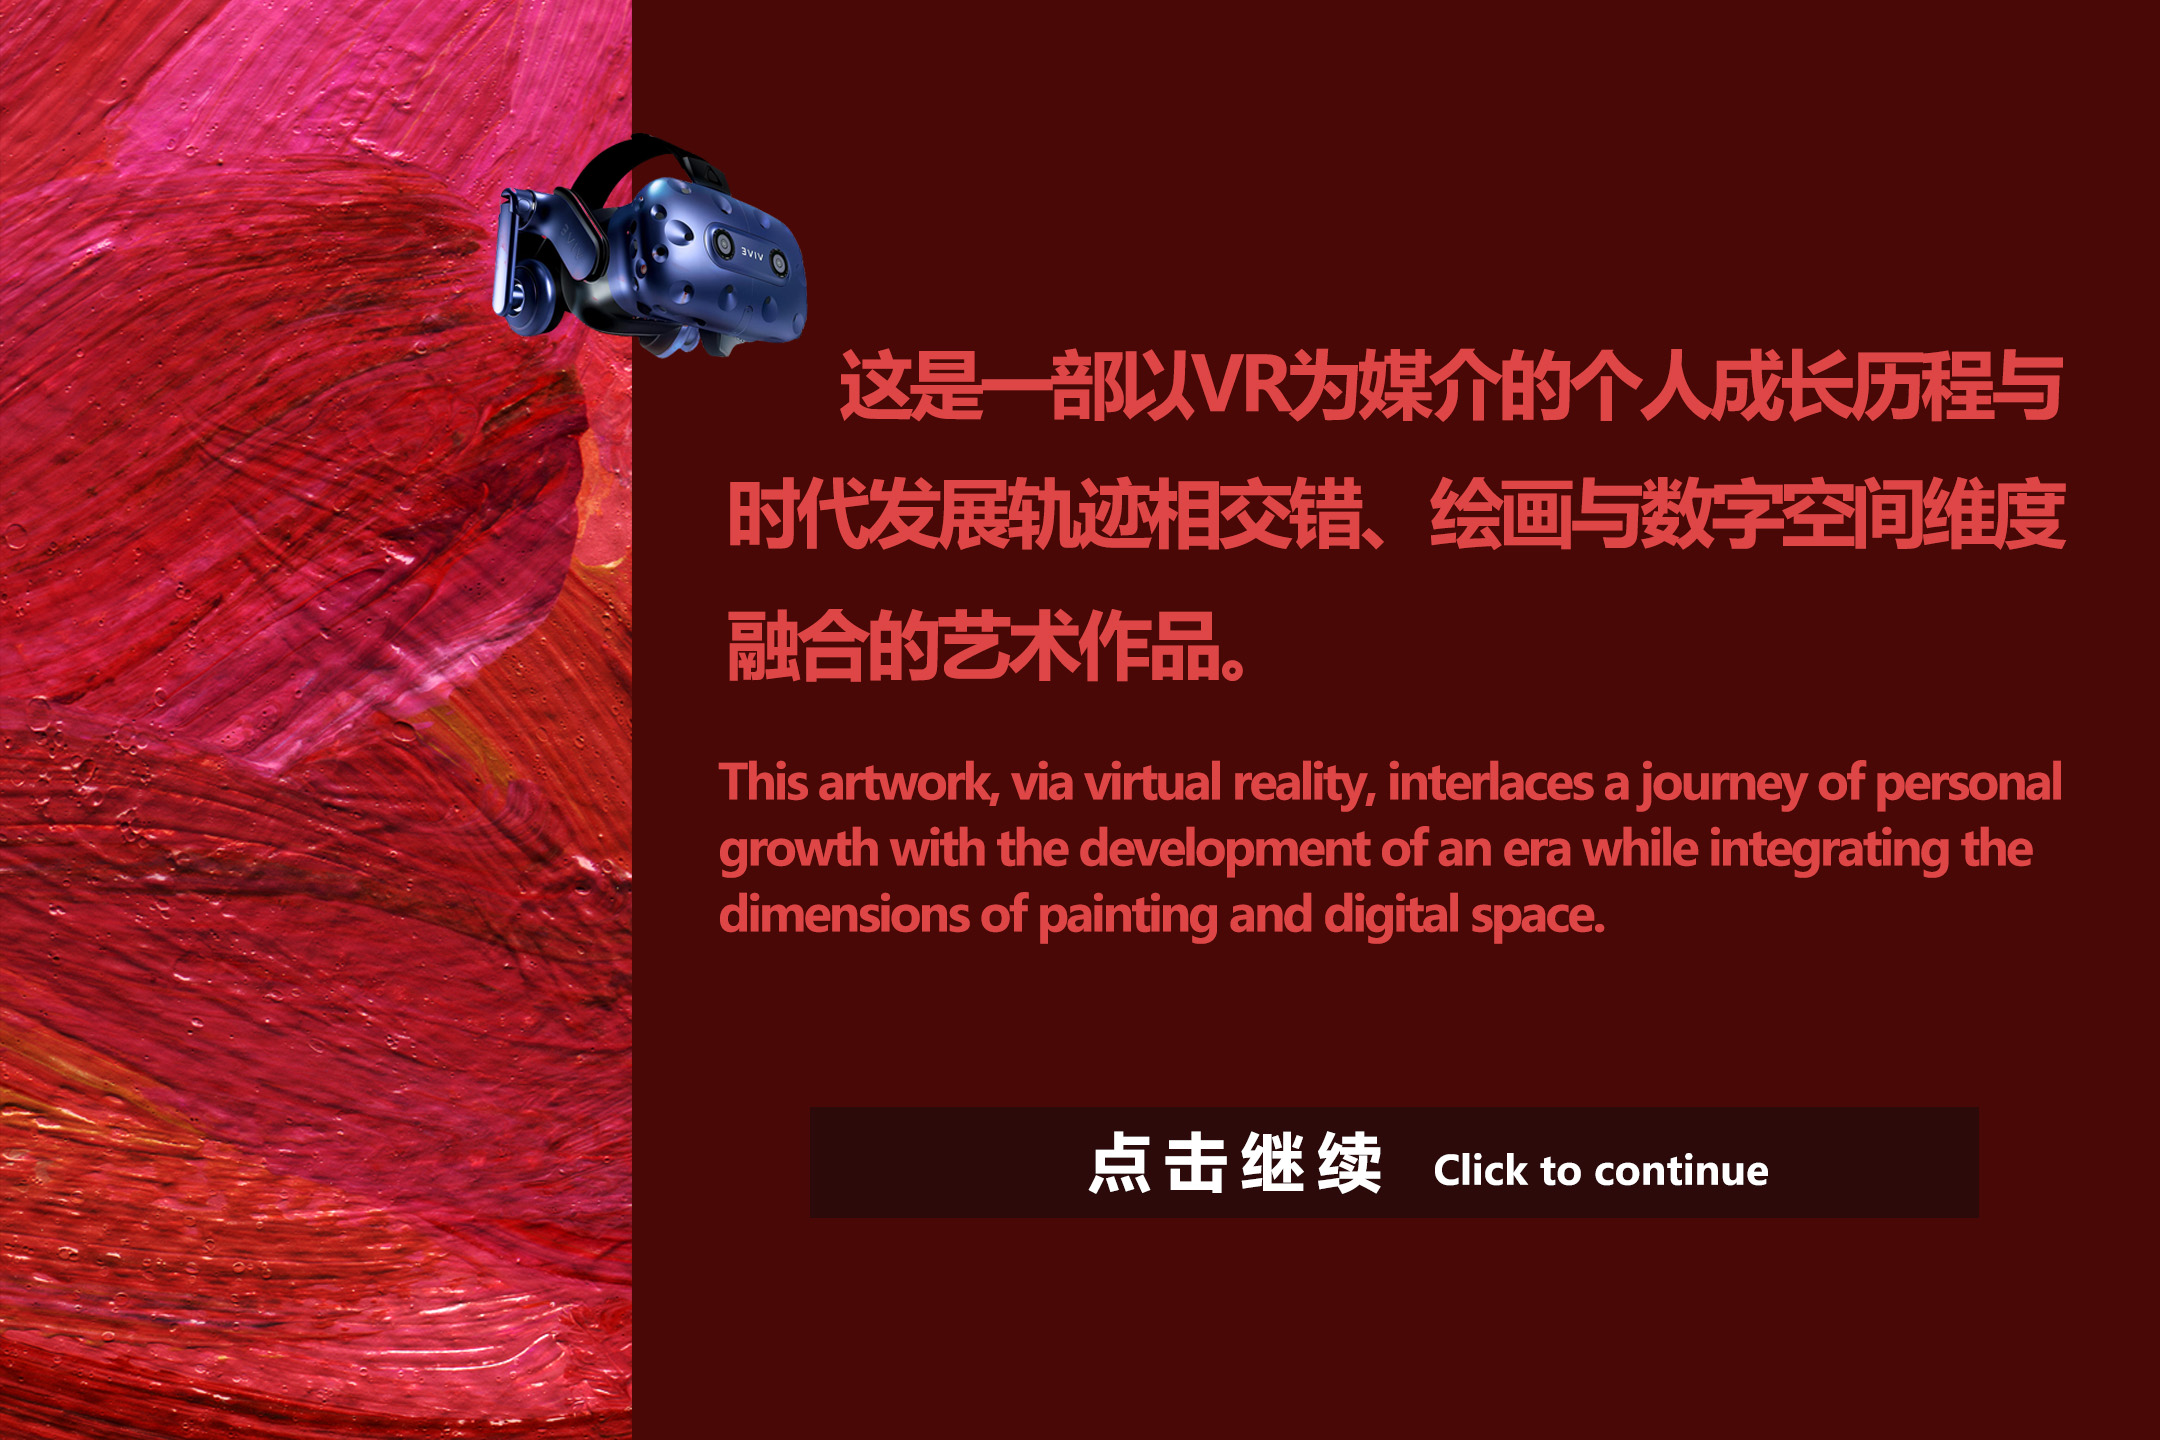 3VIV
这是一部以VR为媒介的个人成长历程与
时代发展轨迹相交错、绘画与数字空间维度
融合的艺术作品。
This artwork, via virtual reality, interlaces a journey of personal
growth with the development of an era while integrating the
dimensions of painting and digital space.
点击继续 Click to continue